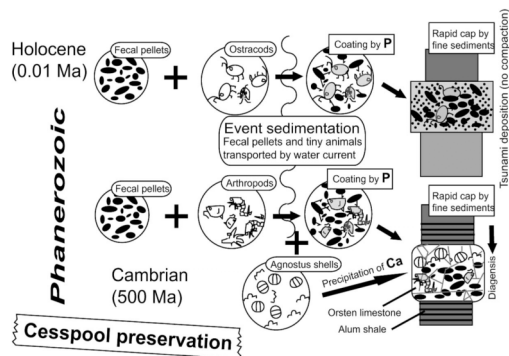 Holocene
(0.01 Ma)
Fecal pellets
Ostracods
Coating by P
Rapid cap by
fine sediments
Tsunami deposition (no compaction)
Event sedimentation
Fecal pellets and tiny animals
transported by water current
Phanerozoic
Fecal pellets
Arthropods
Coating by P
Rapid cap by
fine sediments
Cambrian
(500 Ma)
Agnostus shells
Precipitation of Ca
Diagensis
Orsten limestone
Alum shale
Cesspool preservation